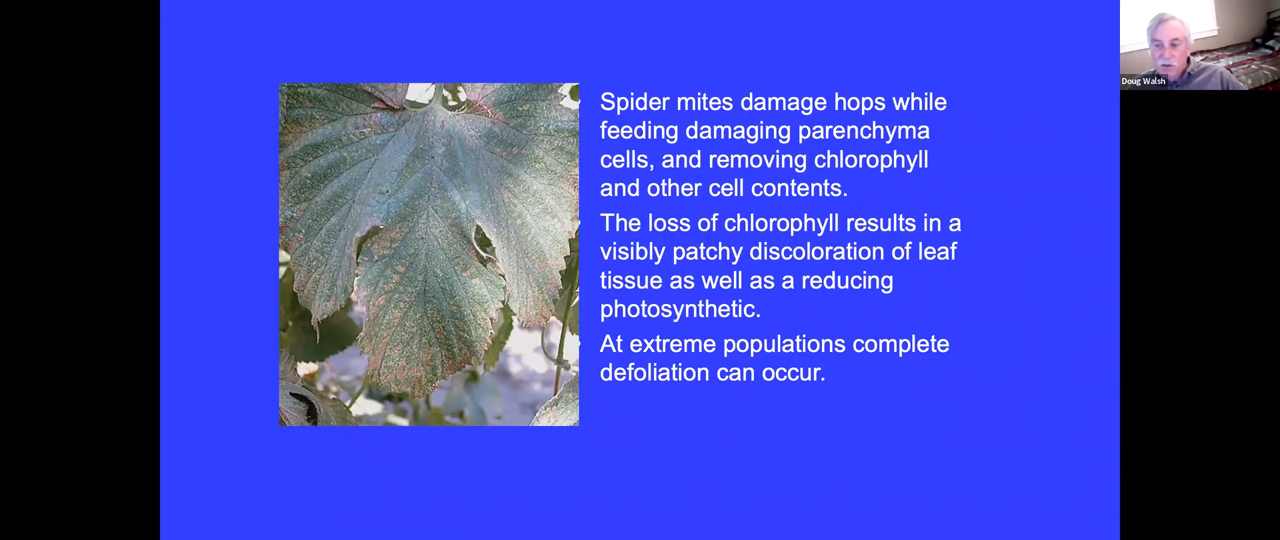 Spider mites damage hops while
feeding damaging parenchyma
cells, and removing chlorophyll
and other cell contents.
The loss of chlorophyll results in a
visibly patchy discoloration of leaf
tissue as well as a reducing
photosynthetic.
At extreme populations complete
defoliation can occur.
Doug Walsh